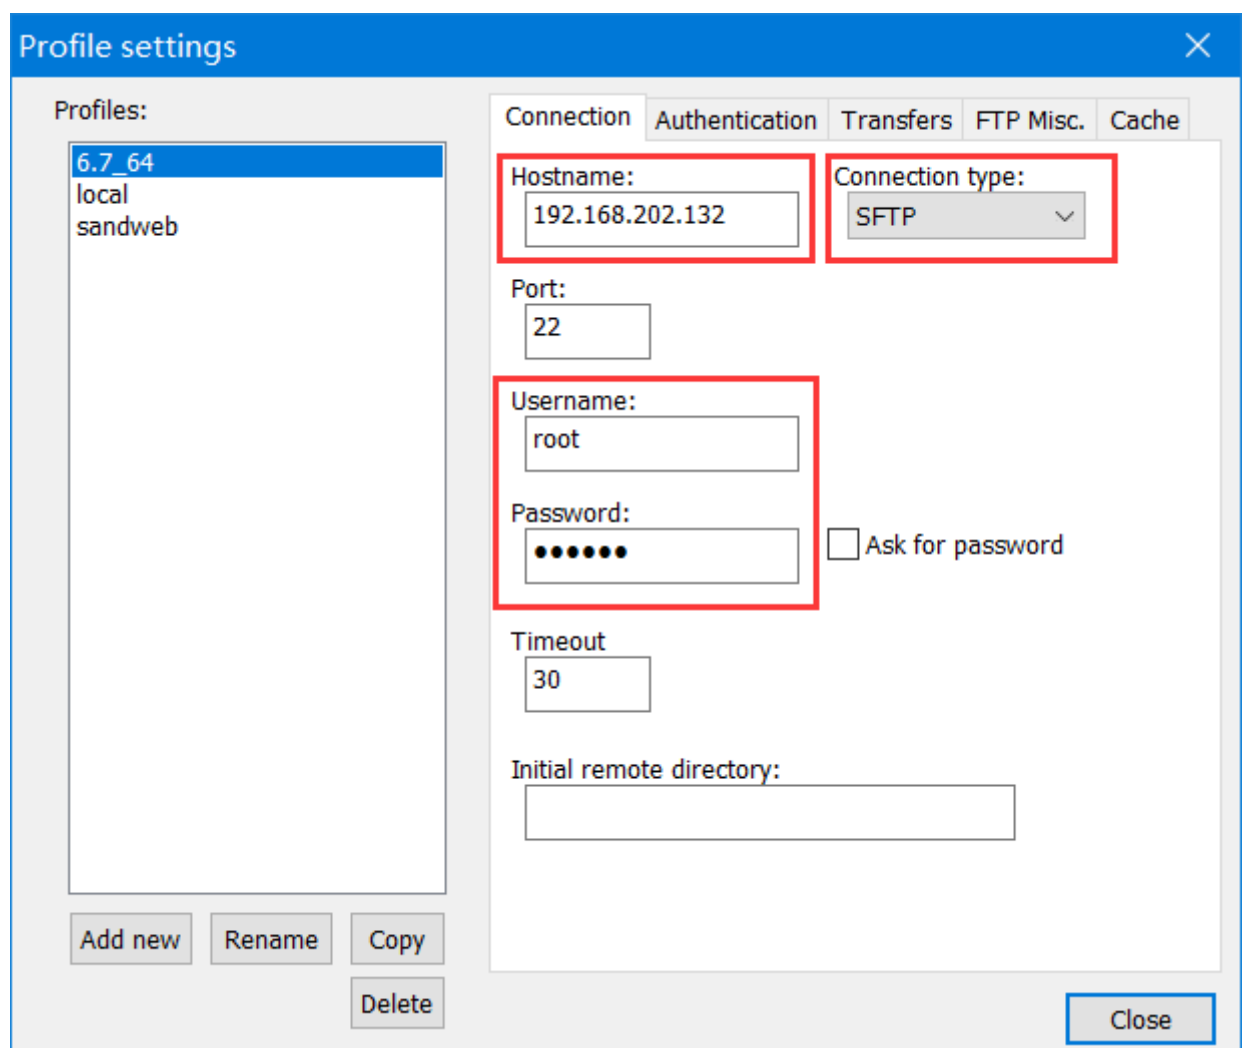 Profile settings
Profiles:
6.7_64
local
sandweb
Add new
Rename
Copy
Delete
Connection
Authentication
Transfers
FTP Misc.
Cache
Hostname:
192.168.202.132
Connection type:
SFTP
Port:
22
Username:
root
Password:
●●●●●●
Ask for password
Timeout
30
Initial remote directory:
Close